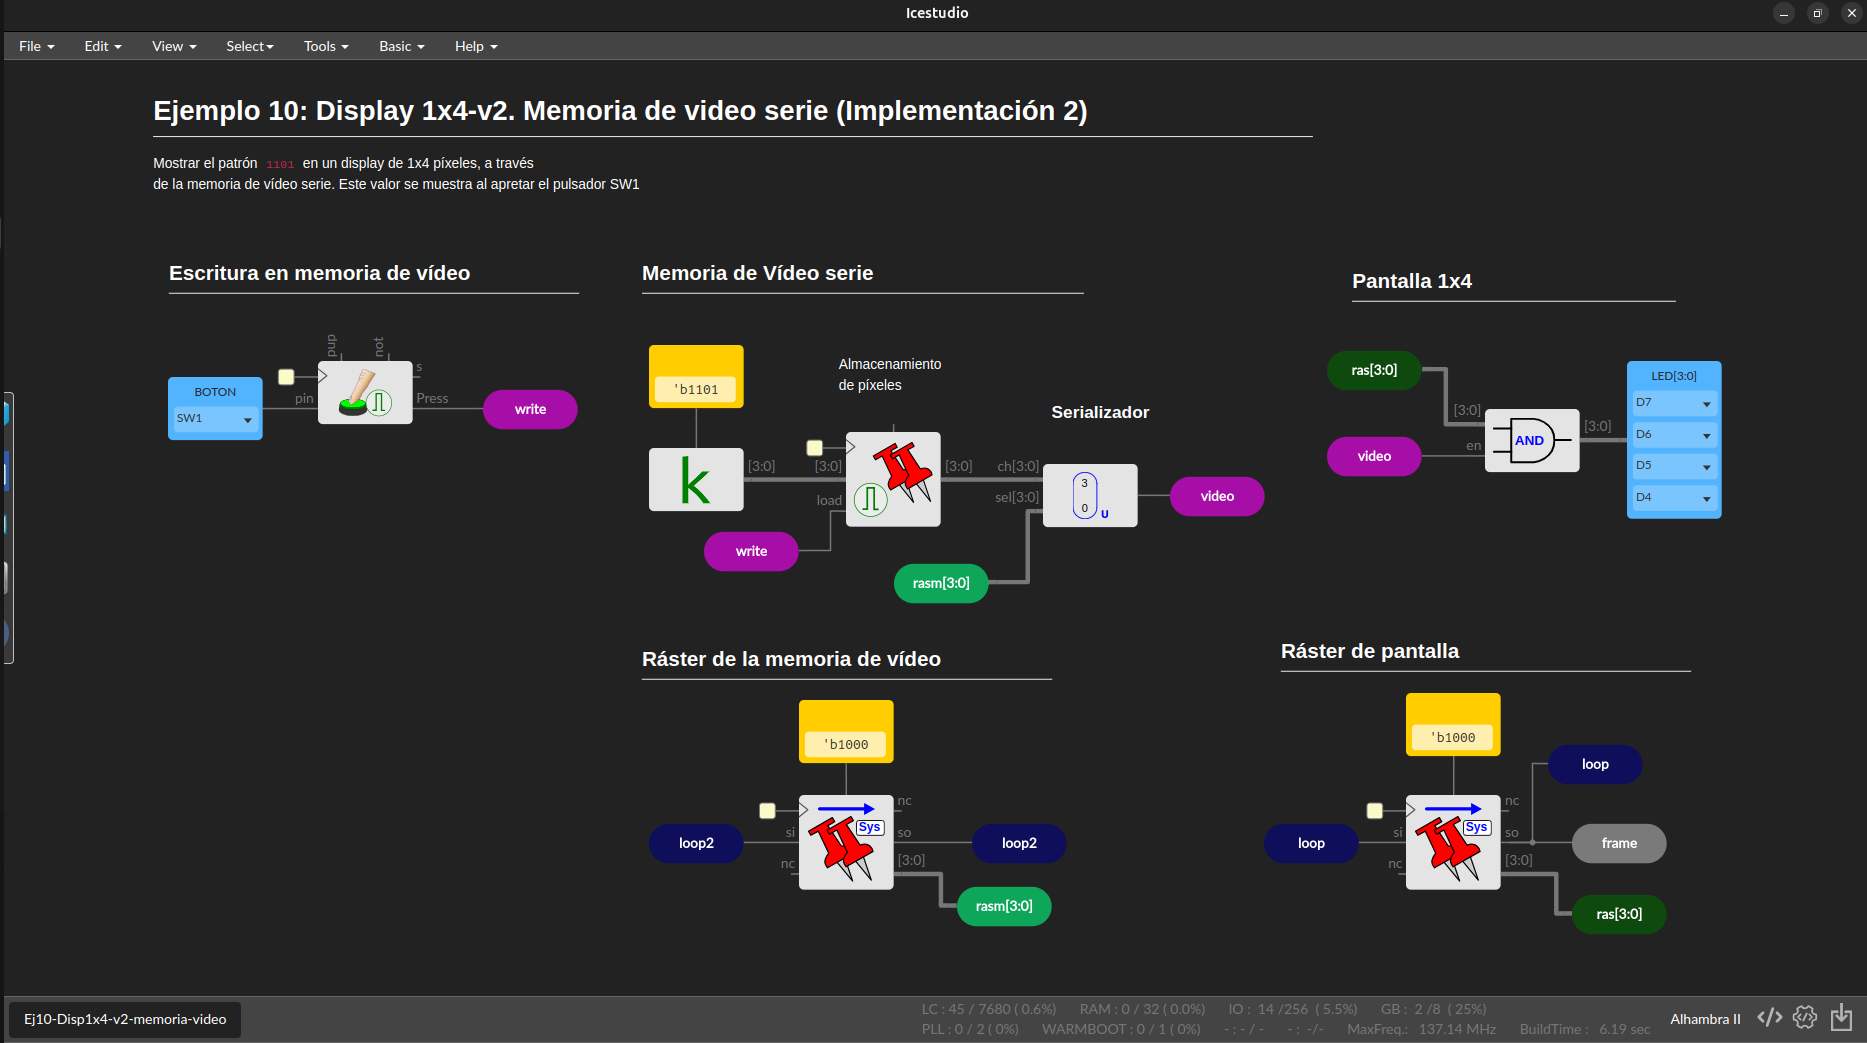 Icestudio
File Edit View Select Tools Basic Help
Ejemplo 10: Display 1x4-v2. Memoria de video serie (Implementación 2)
Mostrar el patrón 1101 en un display de 1x4 píxeles, a través
de la memoria de vídeo serie. Este valor se muestra al apretar el pulsador SW1
Escritura en memoria de vídeo
BOTON
SW1
pup
not
pin
s
Press
write
Memoria de Vídeo serie
'b1101
k
[3:0]
Almacenamiento
de píxeles
[3:0]
load
[3:0]
write
Serializador
ch[3:0]
sel[3:0]
3
0
U
video
rasm[3:0]
Pantalla 1x4
ras[3:0]
video
[3:0]
en
AND
[3:0]
LED[3:0]
D7
D6
D5
D4
Ráster de la memoria de vídeo
'b1000
loop2
si
nc
Sys
nc
so
[3:0]
loop2
rasm[3:0]
Ráster de pantalla
'b1000
loop
si
nc
Sys
nc
so
[3:0]
loop
frame
ras[3:0]
Ej10-Disp1x4-v2-memoria-video
LC : 45 / 7680 ( 0.6%) RAM : 0 / 32 ( 0.0%) IO : 14 /256 ( 5.5%) GB : 2 /8 ( 25%)
PLL : 0 / 2 ( 0%) WARMBOOT : 0 / 1 ( 0%) - : - / - - : -/- MaxFreq.: 137.14 MHz BuildTime : 6.19 sec
Alhambra II